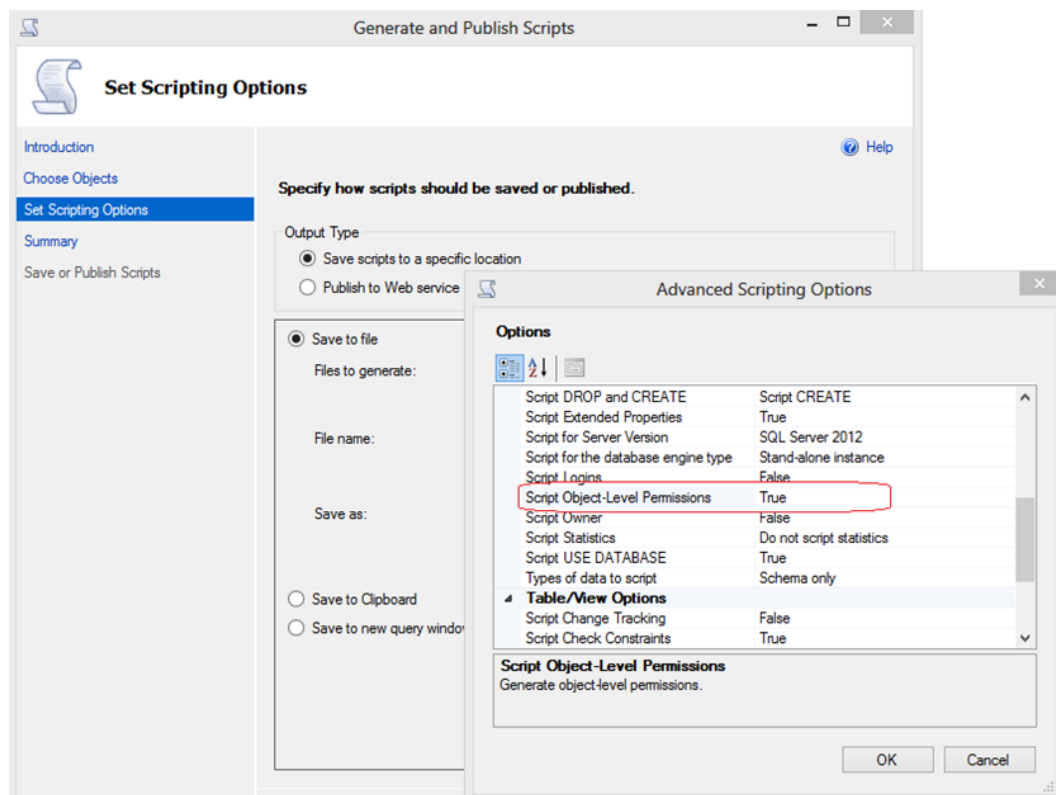 Generate and Publish Scripts
Set Scripting Options
Introduction
Choose Objects
Set Scripting Options
Summary
Save or Publish Scripts
Help
Specify how scripts should be saved or published.
Output Type
Save scripts to a specific location
Publish to Web service
Save to file
Files to generate:
File name:
Save as:
Save to Clipboard
Save to new query window
Advanced Scripting Options
Options
Script DROP and CREATE Script CREATE
Script Extended Properties True
Script for Server Version SQL Server 2012
Script for the database engine type Stand-alone instance
Script Logins False
Script Object-Level Permissions True
Script Owner False
Script Statistics Do not script statistics
Script USE DATABASE True
Types of data to script Schema only
Table/View Options
Script Change Tracking False
Script Check Constraints True
Script Object-Level Permissions
Generate object-level permissions.
OK Cancel